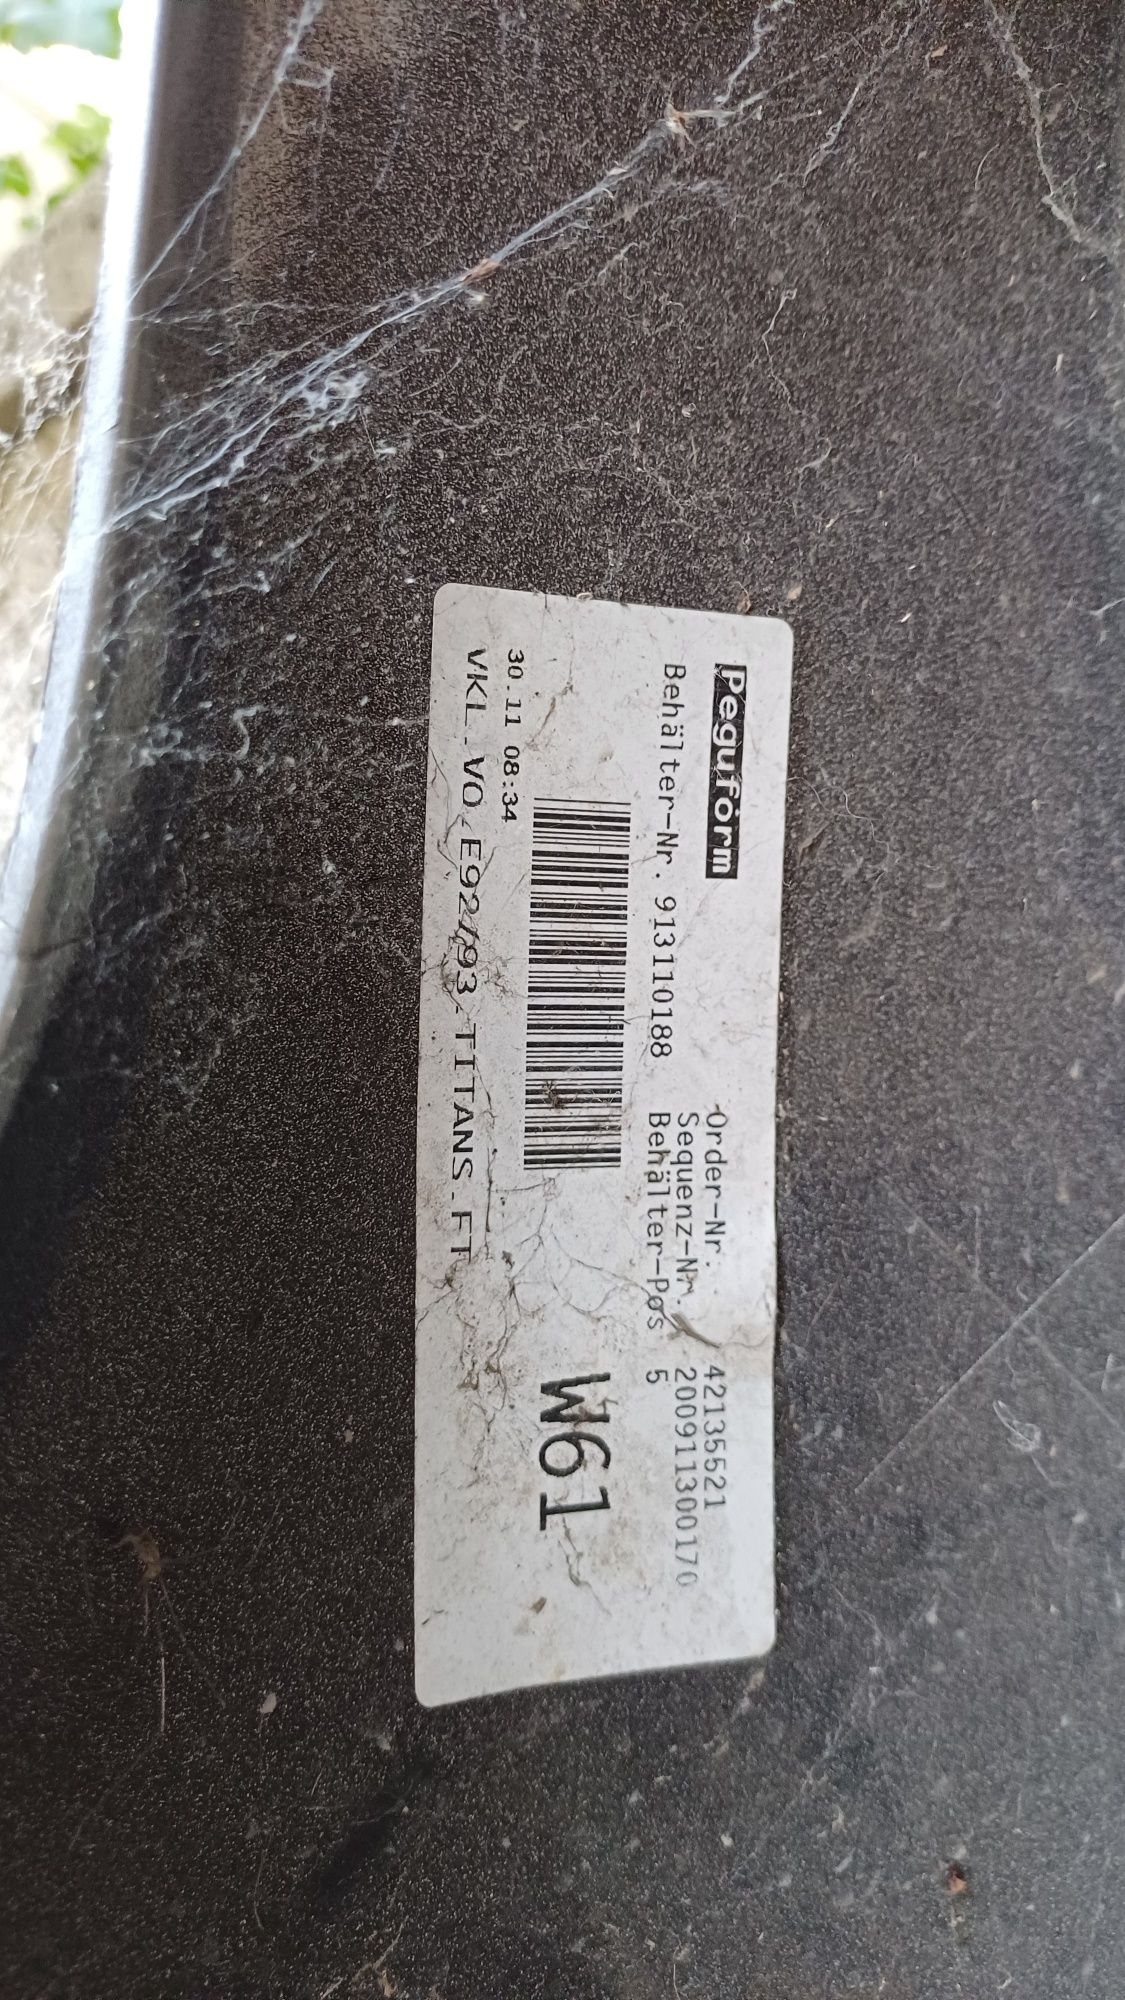 Peguform
Order-Nr. 42135521
Sequenz-Nr. 200911300170
Behälter-Nr. 913110188
Behälter-Pos 5
W61
30.11 08:34
VKL.VO.E92/93.TITANS.FT